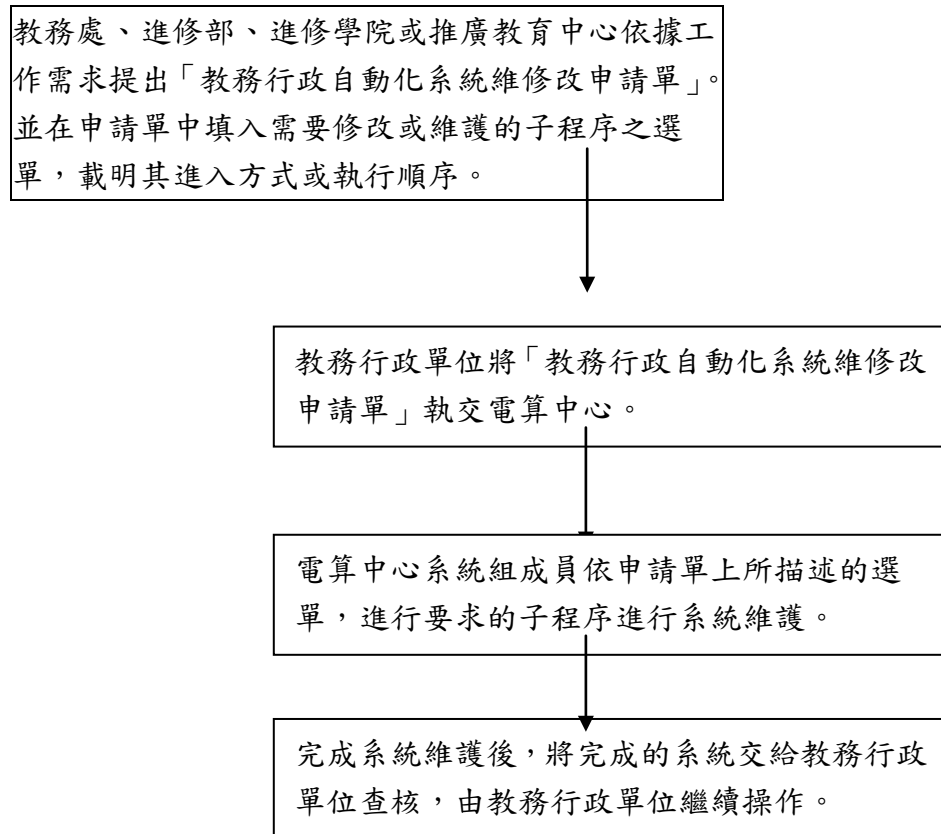 教務處、進修部、進修學院或推廣教育中心依據工
作需求提出「教務行政自動化系統維修改申請單」。
並在申請單中填入需要修改或維護的子程序之選
單，載明其進入方式或執行順序。
教務行政單位將「教務行政自動化系統維修改
申請單」執交電算中心。
電算中心系統組成員依申請單上所描述的選
單，進行要求的子程序進行系統維護。
完成系統維護後，將完成的系統交給教務行政
單位查核，由教務行政單位繼續操作。